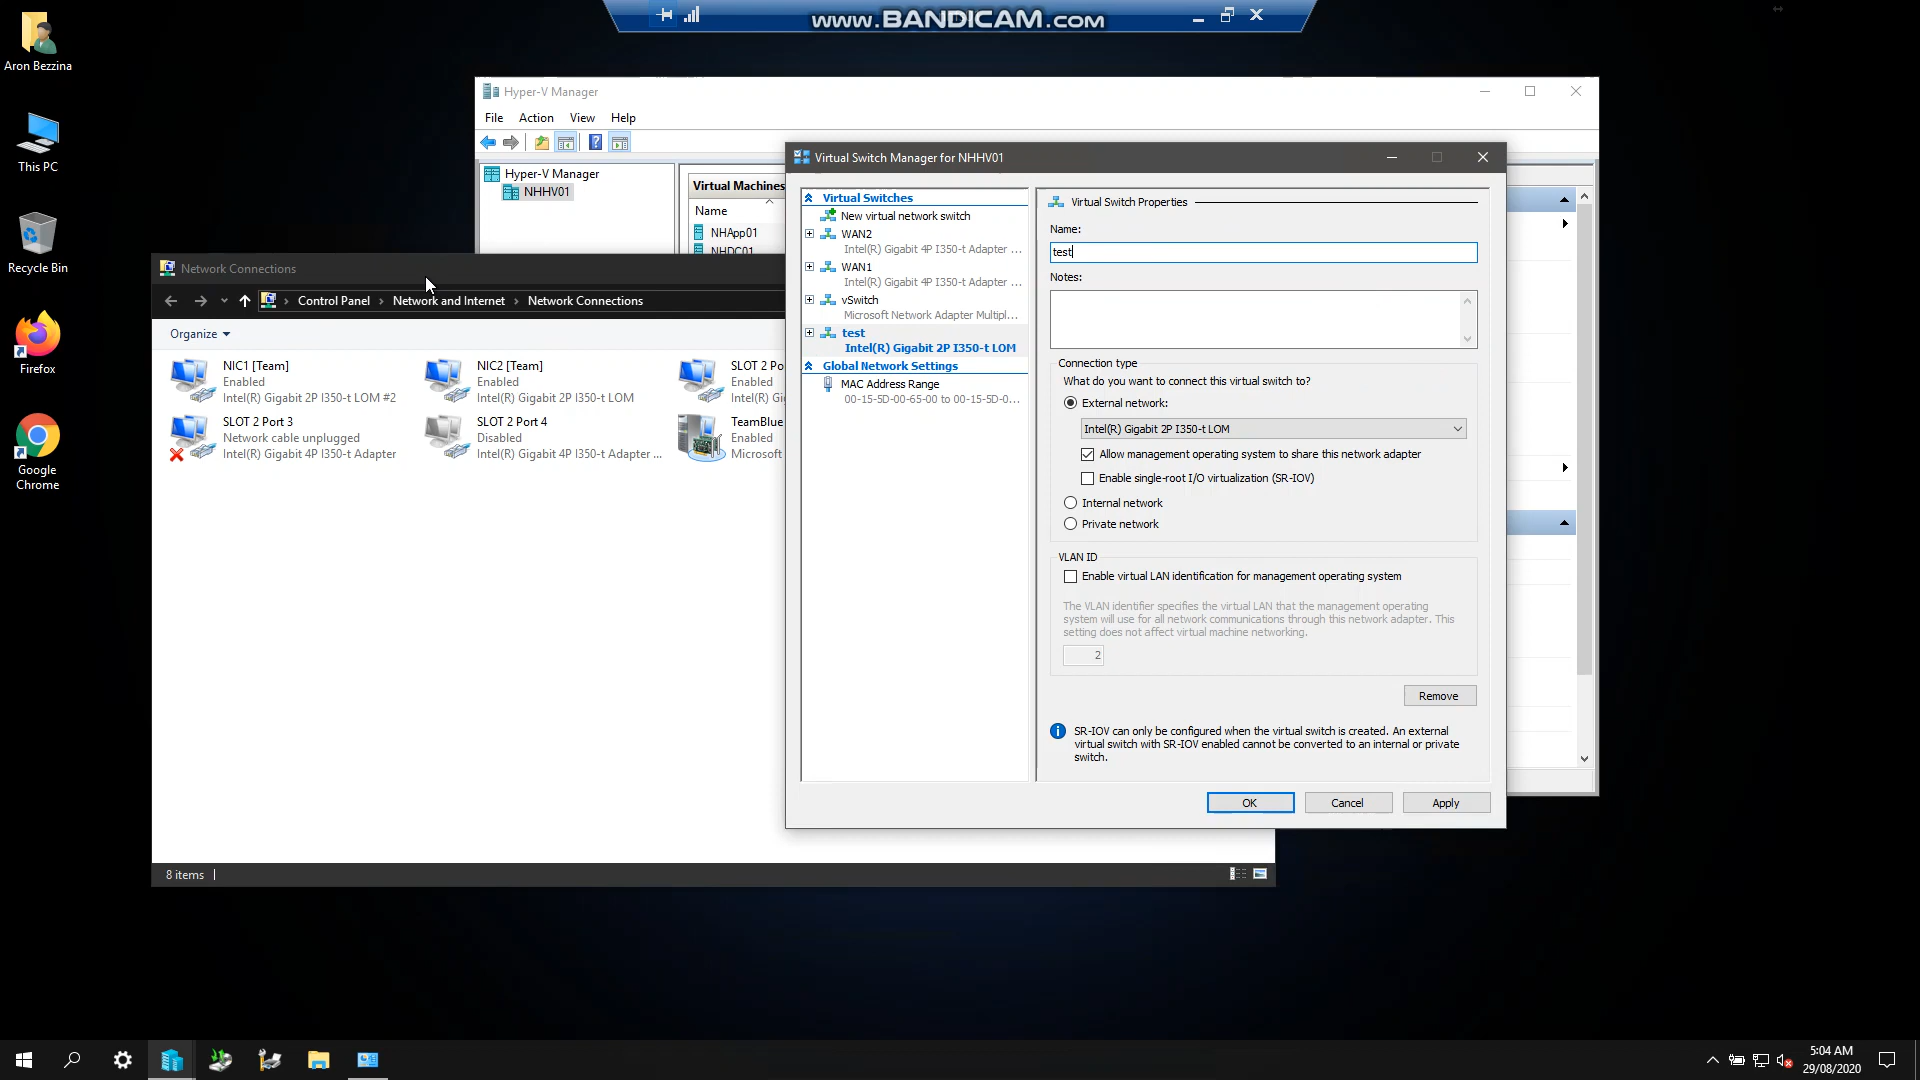 www.BANDICAM.com
Aron Bezzina
This PC
Recycle Bin
Firefox
Google
Chrome
Hyper-V Manager
File Action View Help
Hyper-V Manager
NHHV01
Virtual Machines
Name
NHApp01
NHDC01
Network Connections
Control Panel › Network and Internet › Network Connections
Organize
NIC1 [Team]
Enabled
Intel(R) Gigabit 2P I350-t LOM #2
NIC2 [Team]
Enabled
Intel(R) Gigabit 2P I350-t LOM
SLOT 2 Po
Enabled
Intel(R) Gi
SLOT 2 Port 3
Network cable unplugged
Intel(R) Gigabit 4P I350-t Adapter
SLOT 2 Port 4
Disabled
Intel(R) Gigabit 4P I350-t Adapter ...
TeamBlue
Enabled
Microsoft
8 items
Virtual Switch Manager for NHHV01
Virtual Switches
New virtual network switch
WAN2
Intel(R) Gigabit 4P I350-t Adapter ...
WAN1
Intel(R) Gigabit 4P I350-t Adapter ...
vSwitch
Microsoft Network Adapter Multipl...
test
Intel(R) Gigabit 2P I350-t LOM
Global Network Settings
MAC Address Range
00-15-5D-00-65-00 to 00-15-5D-0...
Virtual Switch Properties
Name:
test
Notes:
Connection type
What do you want to connect this virtual switch to?
External network:
Intel(R) Gigabit 2P I350-t LOM
Allow management operating system to share this network adapter
Enable single-root I/O virtualization (SR-IOV)
Internal network
Private network
VLAN ID
Enable virtual LAN identification for management operating system
The VLAN identifier specifies the virtual LAN that the management operating
system will use for all network communications through this network adapter. This
setting does not affect virtual machine networking.
2
Remove
SR-IOV can only be configured when the virtual switch is created. An external
virtual switch with SR-IOV enabled cannot be converted to an internal or private
switch.
OK Cancel Apply
5:04 AM
29/08/2020